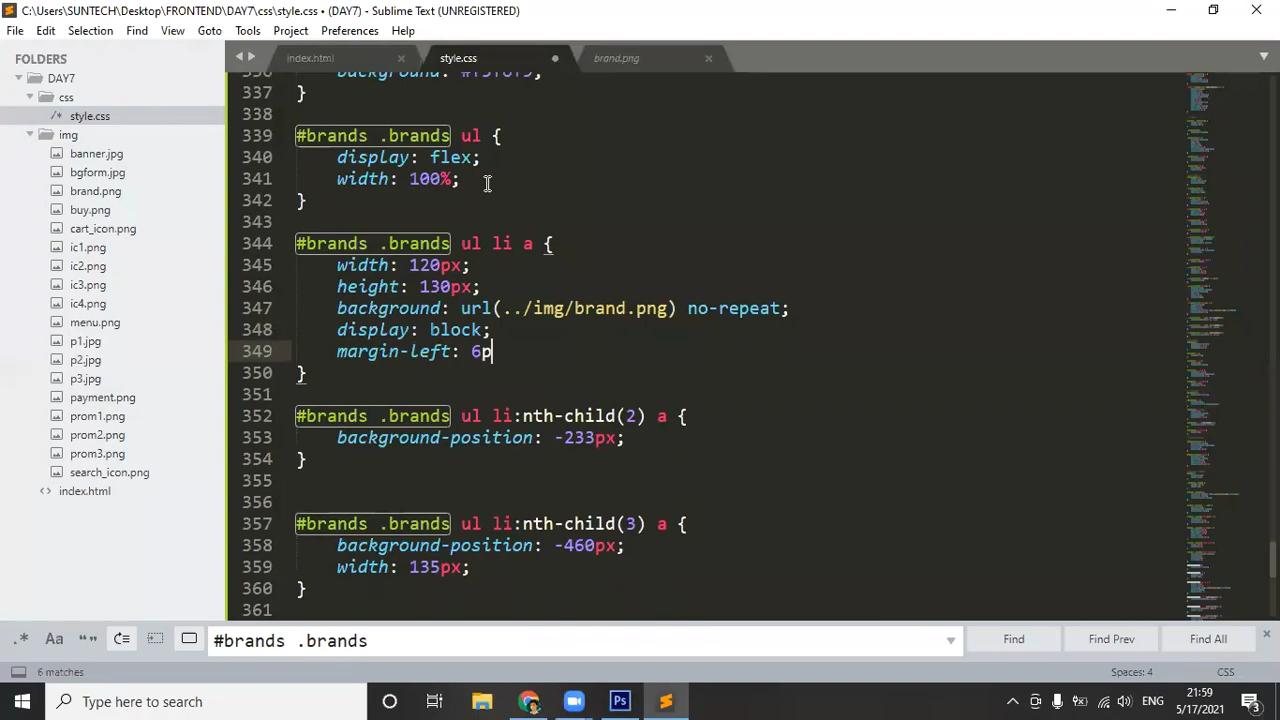 C:\Users\SUNTECH\Desktop\FRONTEND\DAY7\css\style.css • (DAY7) - Sublime Text (UNREGISTERED)
File Edit Selection Find View Goto Tools Project Preferences Help
FOLDERS
DAY7
css
/* style.css
img
banner.jpg
bgform.jpg
brand.png
buy.png
cart_icon.png
ic1.png
ic2.png
ic3.png
ic4.png
menu.png
p1.jpg
p2.jpg
p3.jpg
payment.png
prom1.png
prom2.png
prom3.png
search_icon.png
<> index.html
index.html
style.css
brand.png
336 background: #f5f6f9;
337 }
338
339 #brands .brands ul {
340 display: flex;
341 width: 100%;
342 }
343
344 #brands .brands ul li a {
345 width: 120px;
346 height: 130px;
347 background: url(../img/brand.png) no-repeat;
348 display: block;
349 margin-left: 6p
350 }
351
352 #brands .brands ul li:nth-child(2) a {
353 background-position: -233px;
354 }
355
356
357 #brands .brands ul li:nth-child(3) a {
358 background-position: -460px;
359 width: 135px;
360 }
361
.* Aa “” #brands .brands Find Find Prev Find All
6 matches Spaces: 4 CSS
Type here to search
ENG
21:59
5/17/2021
3